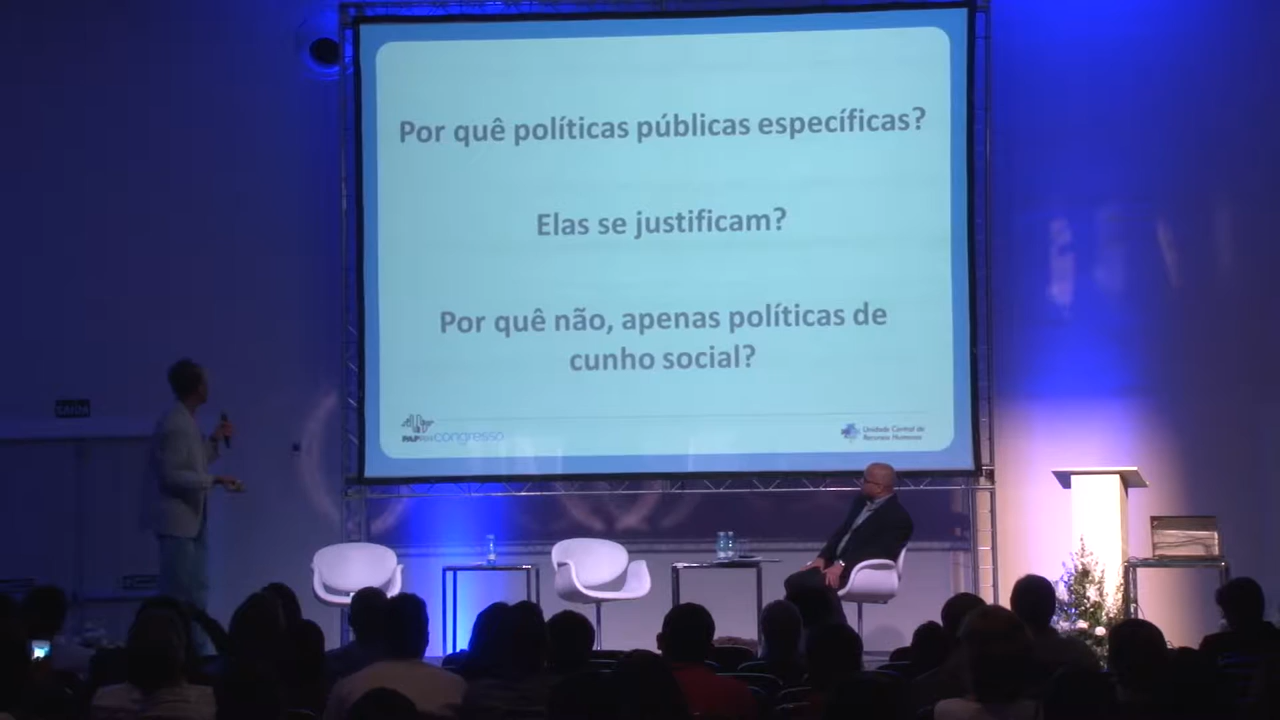 Por quê políticas públicas específicas?
Elas se justificam?
Por quê não, apenas políticas de
cunho social?
congresso
Unidade Central de
Recursos Humanos
SAÍDA